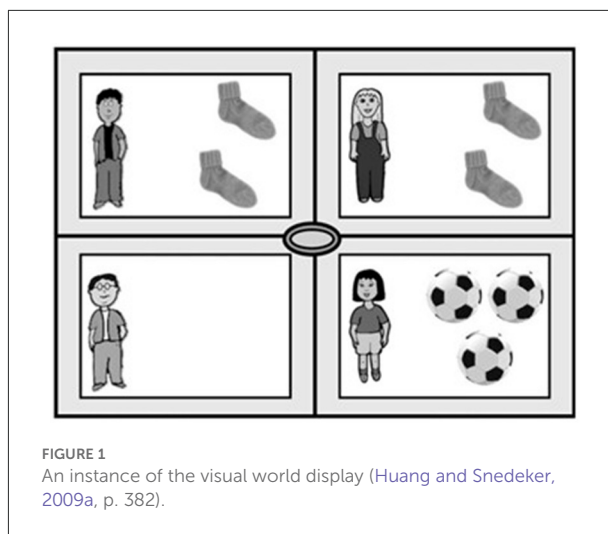 FIGURE 1
An instance of the visual world display (Huang and Snedeker,
2009a, p. 382).